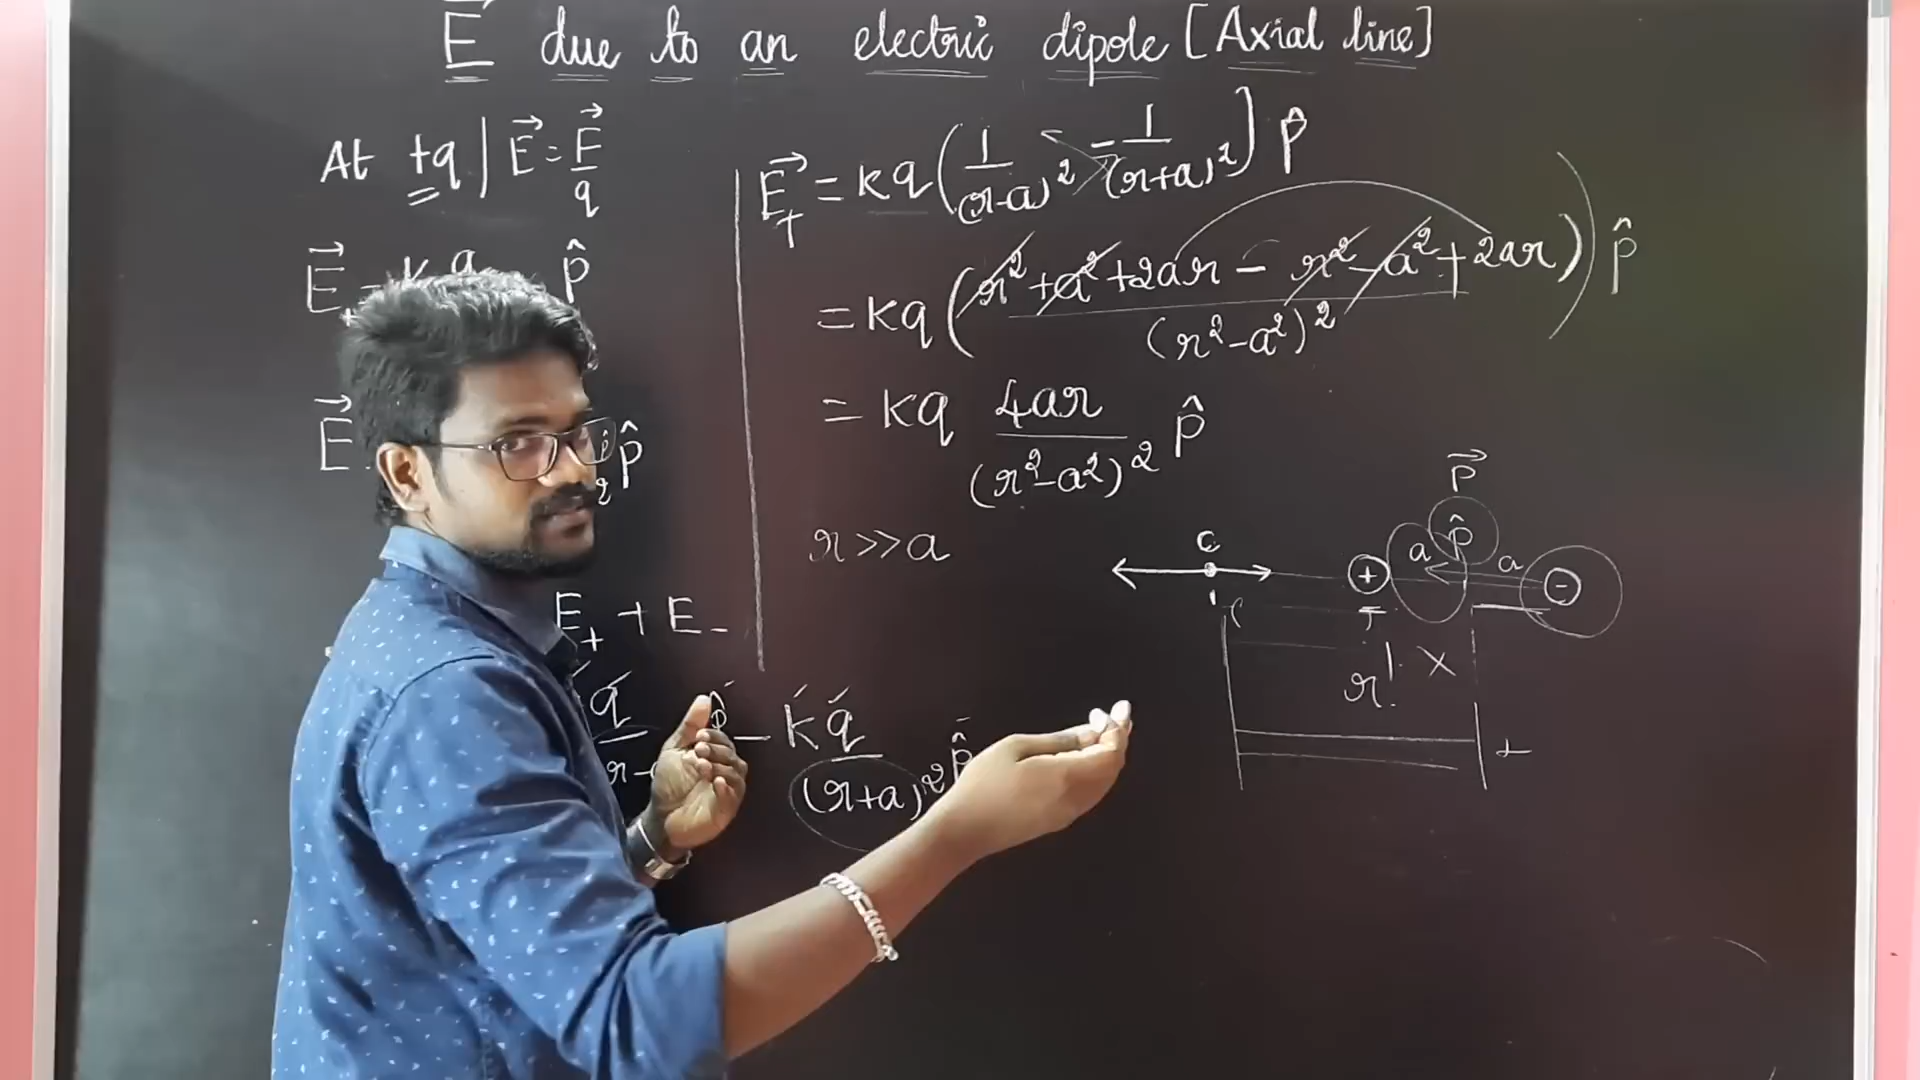 E⃗ due to an electric dipole [Axial line]
At +q | E⃗ = F⃗/q
E⃗₊ = k q p̂
E⃗ p̂
E₊ + E₋
q/r- p̂ - kq/(r+a)² p̂
E⃗₊ = kq(1/(r-a)² - 1/(r+a)²] p̂
= kq(r²+a²+2ar - r²-a²+2ar)/(r²-a²)² p̂
= kq 4ar/(r²-a²)² p̂
r >> a
p⃗
p̂
C + a a -
r